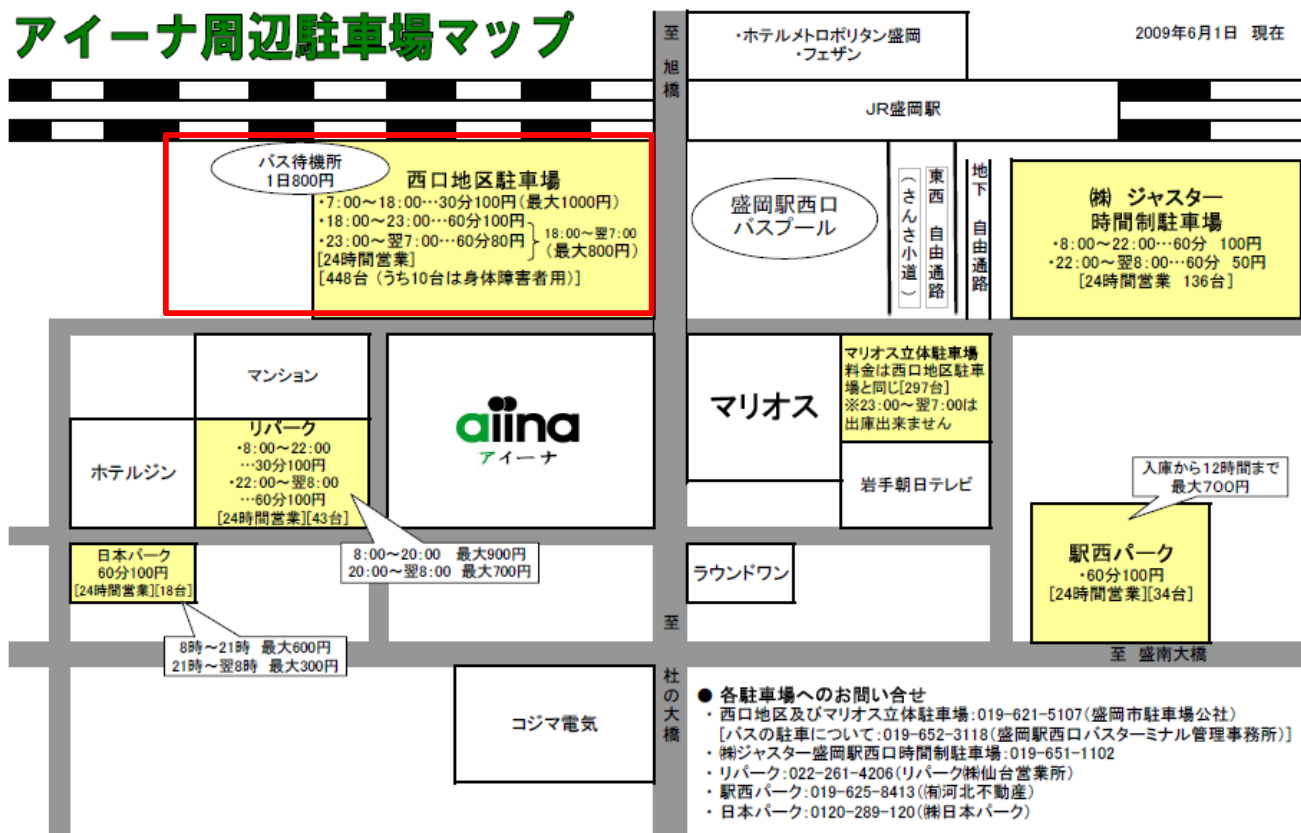 アイーナ周辺駐車場マップ
2009年6月1日 現在
至 旭橋
・ホテルメトロポリタン盛岡
・フェザン
JR盛岡駅
バス待機所
1日800円
西口地区駐車場
・7:00～18:00…30分100円(最大1000円)
・18:00～23:00…60分100円
・23:00～翌7:00…60分80円
18:00～翌7:00
(最大800円)
[24時間営業]
[448台 (うち10台は身体障害者用)]
盛岡駅西口
バスプール
東西 自由通路
(さんさ小道)
地下 自由通路
㈱ ジャスター
時間制駐車場
・8:00～22:00…60分 100円
・22:00～翌8:00…60分 50円
[24時間営業 136台]
マンション
ホテルジン
リパーク
・8:00～22:00
…30分100円
・22:00～翌8:00
…60分100円
[24時間営業][43台]
8:00～20:00 最大900円
20:00～翌8:00 最大700円
aiina
アイーナ
マリオス
マリオス立体駐車場
料金は西口地区駐車
場と同じ[297台]
※23:00～翌7:00は
出庫出来ません
岩手朝日テレビ
入庫から12時間まで
最大700円
駅西パーク
・60分100円
[24時間営業][34台]
日本パーク
60分100円
[24時間営業][18台]
8時～21時 最大600円
21時～翌8時 最大300円
ラウンドワン
至 杜の大橋
至 盛南大橋
コジマ電気
● 各駐車場へのお問い合せ
・ 西口地区及びマリオス立体駐車場:019-621-5107(盛岡市駐車場公社)
[バスの駐車について:019-652-3118(盛岡駅西口バスターミナル管理事務所)]
・ ㈱ジャスター盛岡駅西口時間制駐車場:019-651-1102
・ リパーク:022-261-4206(リパーク㈱仙台営業所)
・ 駅西パーク:019-625-8413(㈲河北不動産)
・ 日本パーク:0120-289-120(㈱日本パーク)